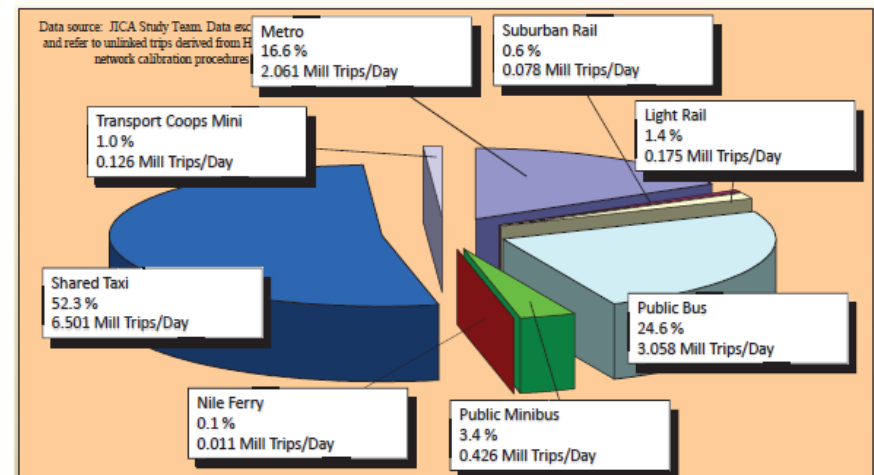 Data source: JICA Study Team. Data
and refer to unlinked trips derived from
network calibration procedures
Metro
16.6 %
2.061 Mill Trips/Day
Suburban Rail
0.6 %
0.078 Mill Trips/Day
Light Rail
1.4 %
0.175 Mill Trips/Day
Transport Coops Mini
1.0 %
0.126 Mill Trips/Day
Shared Taxi
52.3 %
6.501 Mill Trips/Day
Public Bus
24.6 %
3.058 Mill Trips/Day
Nile Ferry
0.1 %
0.011 Mill Trips/Day
Public Minibus
3.4 %
0.426 Mill Trips/Day